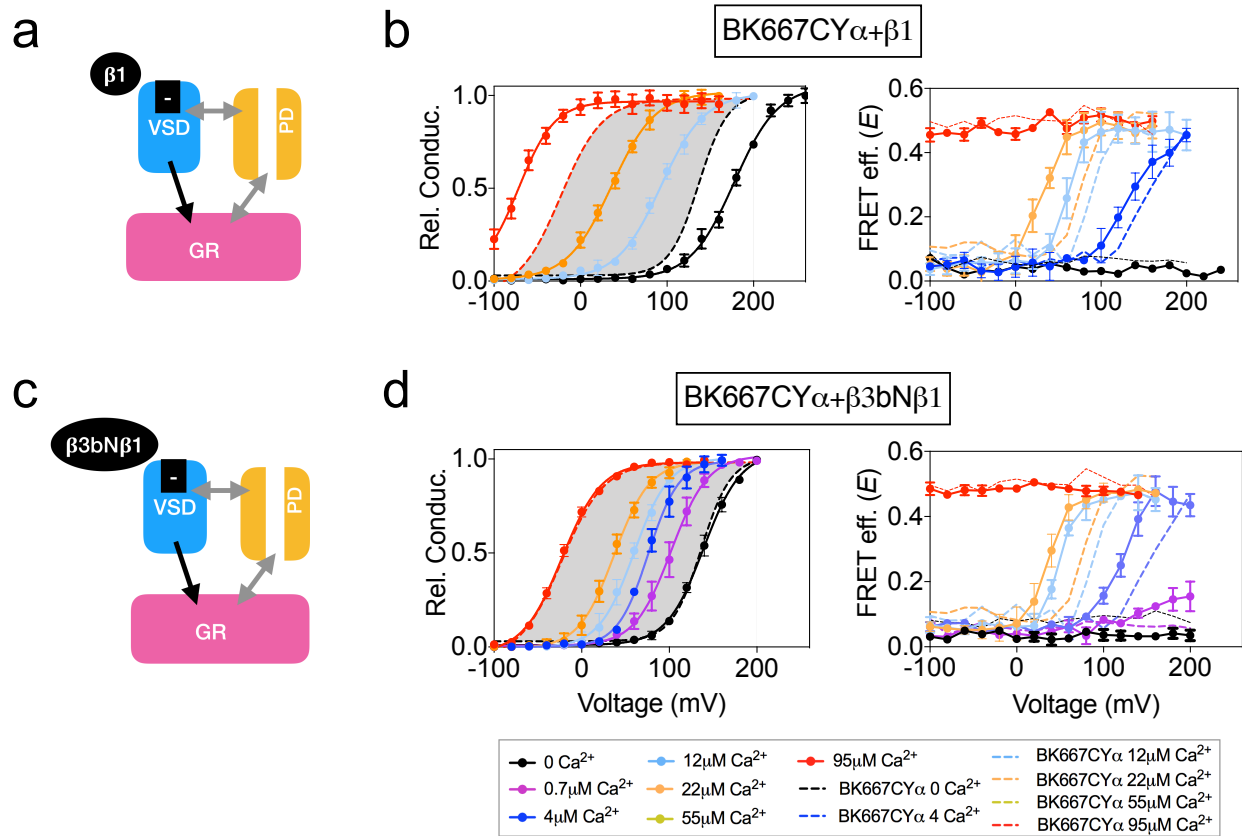 a
β1
-
VSD
PD
GR
b
BK667CYα+β1
Rel. Conduc.
1.0
0.5
0.0
-100
0
100
200
FRET eff. (E)
0.6
0.4
0.2
0.0
-100
0
100
200
c
β3bNβ1
-
VSD
PD
GR
d
BK667CYα+β3bNβ1
Rel. Conduc.
1.0
0.5
0.0
-100
0
100
200
Voltage (mV)
FRET eff. (E)
0.6
0.4
0.2
0.0
-100
0
100
200
Voltage (mV)
0 Ca²⁺
0.7μM Ca²⁺
4μM Ca²⁺
12μM Ca²⁺
22μM Ca²⁺
55μM Ca²⁺
95μM Ca²⁺
BK667CYα 0 Ca²⁺
BK667CYα 4 Ca²⁺
BK667CYα 12μM Ca²⁺
BK667CYα 22μM Ca²⁺
BK667CYα 55μM Ca²⁺
BK667CYα 95μM Ca²⁺